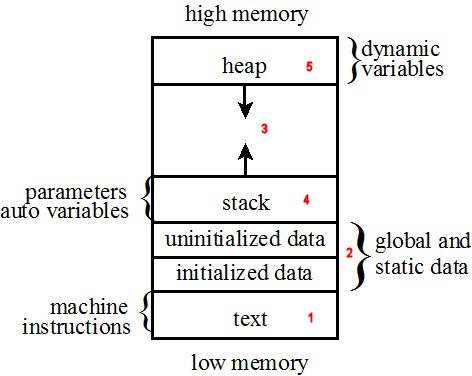 high memory
heap 5
dynamic
variables
3
parameters
auto variables
stack 4
uninitialized data
initialized data
2
global and
static data
machine
instructions
text 1
low memory